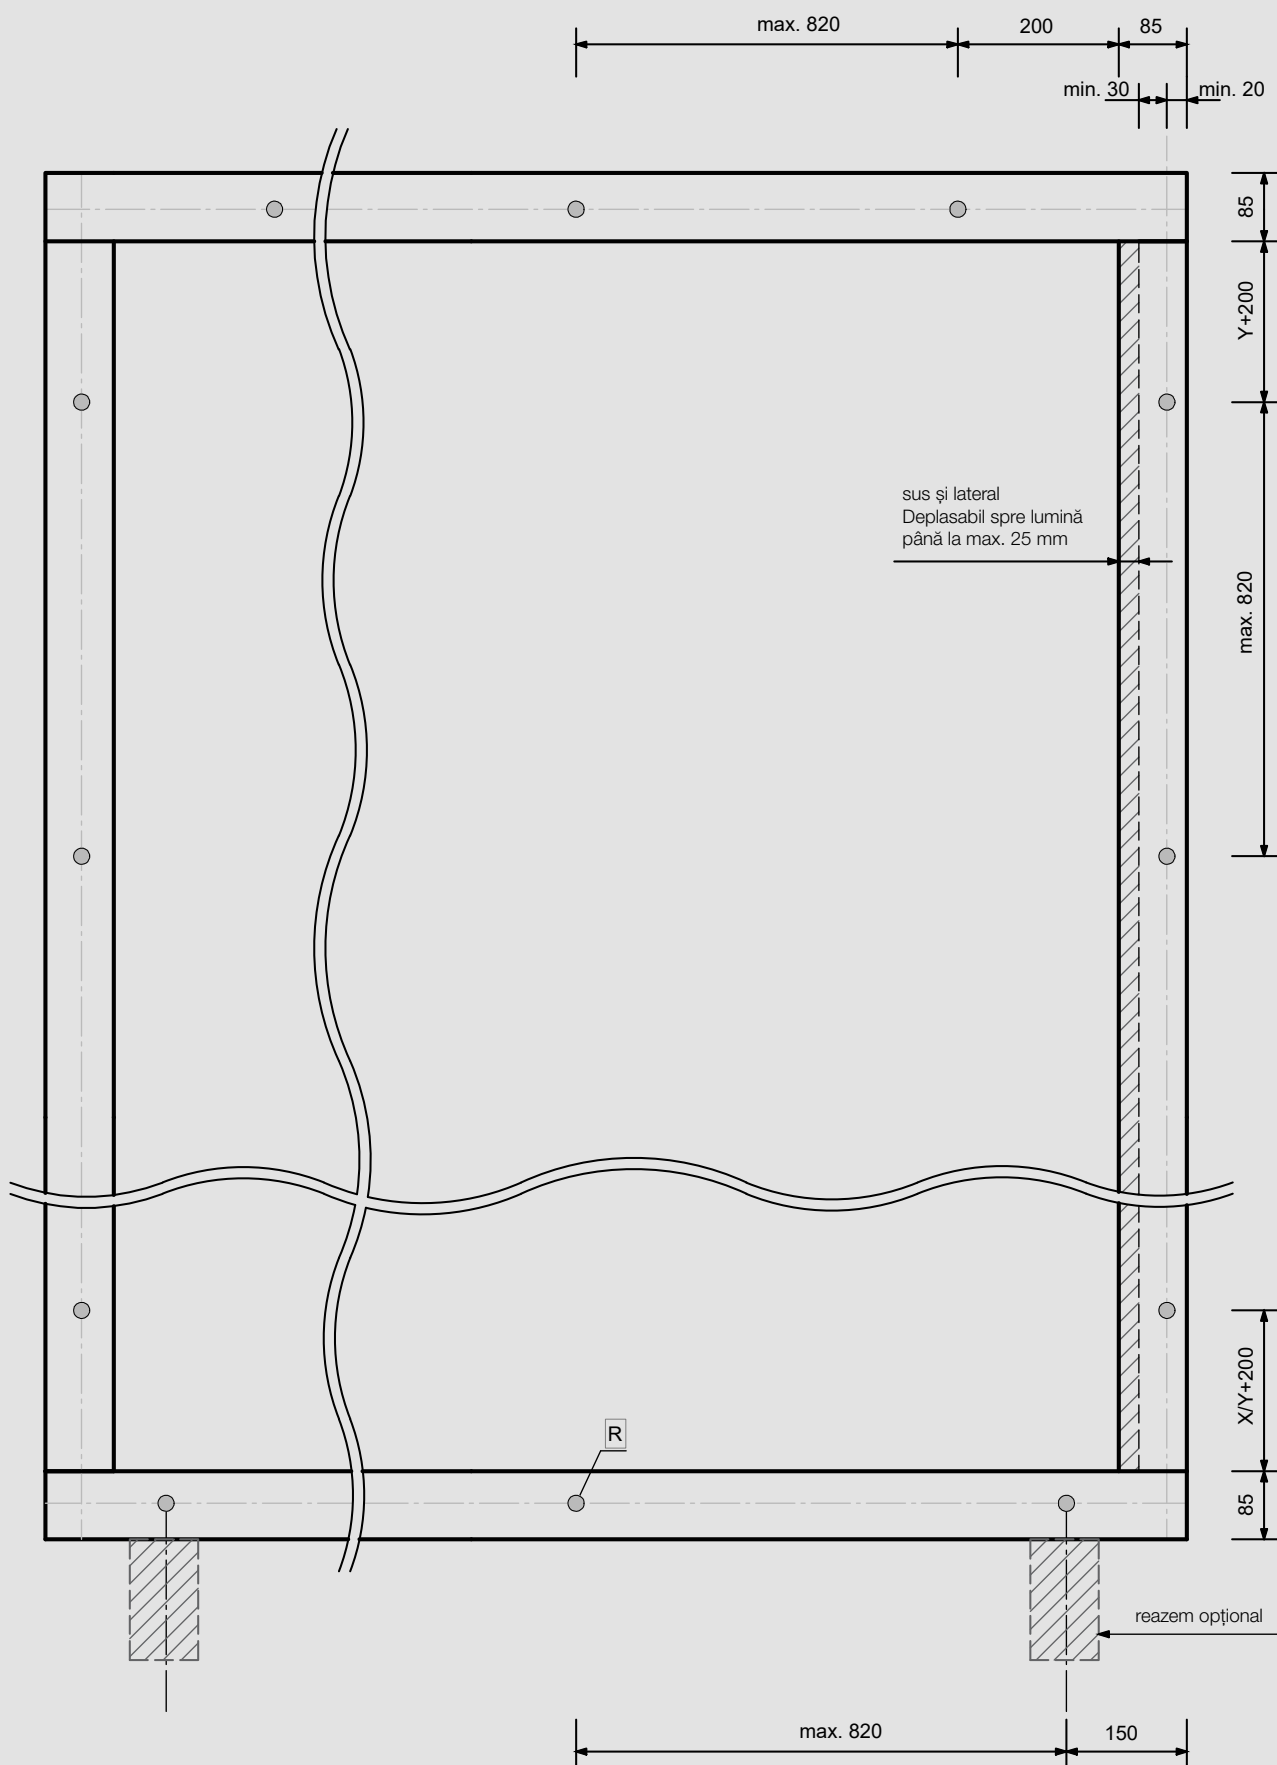 max. 820
200
85
min. 30
min. 20
85
Y+200
sus și lateral
Deplasabil spre lumină
până la max. 25 mm
max. 820
X/Y+200
R
85
reazem opțional
max. 820
150